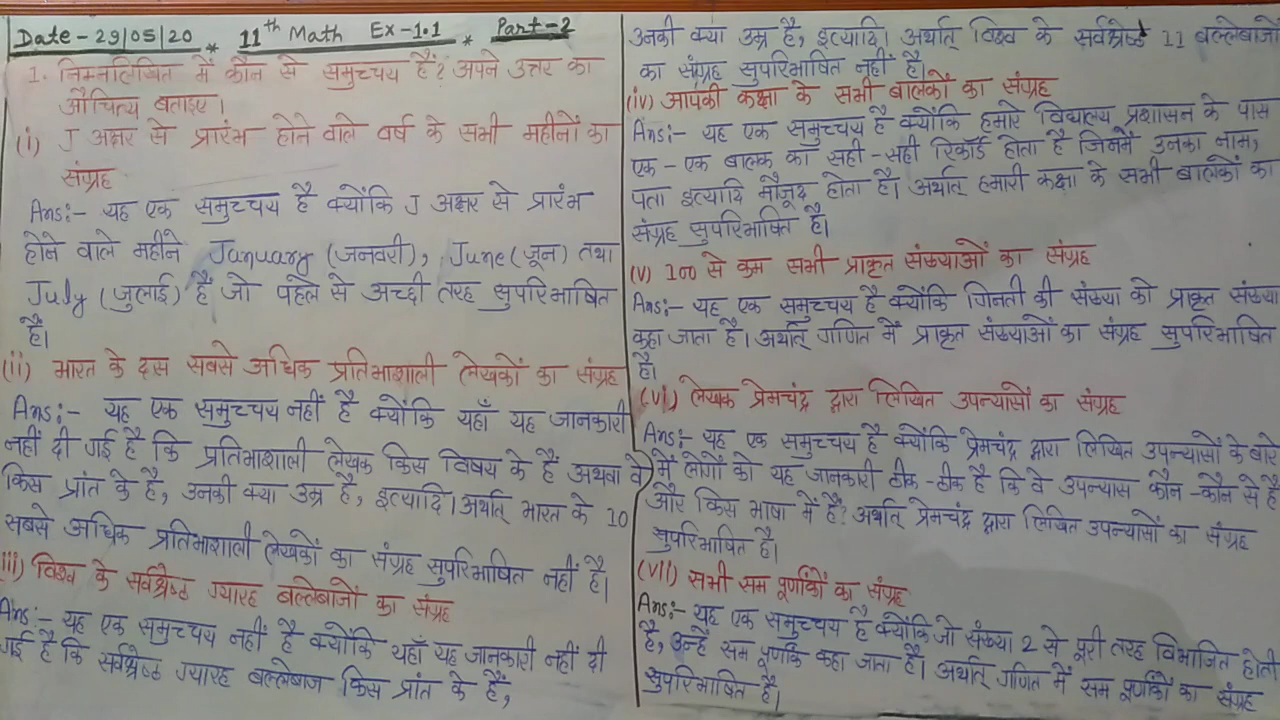 Date - 29/05/20 * 11th Math Ex-1.1 * Part-2
1. निम्नलिखित में कौन से समुच्चय हैं? अपने उत्तर का
औचित्य बताइए।
(i) J अक्षर से प्रारंभ होने वाले वर्ष के सभी महीनों का
संग्रह
Ans:- यह एक समुच्चय है क्योंकि J अक्षर से प्रारंभ
होने वाले महीने January (जनवरी), June (जून) तथा
July (जुलाई) हैं जो पहले से अच्छी तरह सुपरिभाषित
हैं।
(ii) भारत के दस सबसे अधिक प्रतिभाशाली लेखकों का संग्रह
Ans:- यह एक समुच्चय नहीं है क्योंकि यहाँ यह जानकारी
नहीं दी गई है कि प्रतिभाशाली लेखक किस विषय के हैं अथवा वे
किस प्रांत के है, उनकी क्या उम्र है, इत्यादि। अर्थात् भारत के 10
सबसे अधिक प्रतिभाशाली लेखकों का संग्रह सुपरिभाषित नहीं है।
(iii) विश्व के सर्वश्रेष्ठ ग्यारह बल्लेबाजों का संग्रह
Ans:- यह एक समुच्चय नहीं है क्योंकि यहाँ यह जानकारी नहीं दी
गई है कि सर्वश्रेष्ठ ग्यारह बल्लेबाज किस प्रांत के हैं,
उनकी क्या उम्र है, इत्यादि। अर्थात् विश्व के सर्वश्रेष्ठ 11 बल्लेबाजों
का संग्रह सुपरिभाषित नहीं है।
(iv) आपकी कक्षा के सभी बालकों का संग्रह
Ans:- यह एक समुच्चय है क्योंकि हमारे विद्यालय प्रशासन के पास
एक-एक बालक का सही-सही रिकॉर्ड होता है जिनमें उनका नाम,
पता इत्यादि मौजूद होता है। अर्थात् हमारी कक्षा के सभी बालकों का
संग्रह सुपरिभाषित है।
(v) 100 से कम सभी प्राकृत संख्याओं का संग्रह
Ans:- यह एक समुच्चय है क्योंकि गिनती की संख्या को प्राकृत संख्या
कहा जाता है। अर्थात् गणित में प्राकृत संख्याओं का संग्रह सुपरिभाषित
है।
(vi) लेखक प्रेमचंद्र द्वारा लिखित उपन्यासों का संग्रह
Ans:- यह एक समुच्चय है क्योंकि प्रेमचंद्र द्वारा लिखित उपन्यासों के बारे
में लोगों को यह जानकारी ठीक-ठीक है कि वे उपन्यास कौन-कौन से हैं
और किस भाषा में हैं? अर्थात् प्रेमचंद्र द्वारा लिखित उपन्यासों का संग्रह
सुपरिभाषित है।
(vii) सभी सम पूर्णांकों का संग्रह
Ans:- यह एक समुच्चय है क्योंकि जो संख्या 2 से पूरी तरह विभाजित होती
है, उन्हें सम पूर्णांक कहा जाता है। अर्थात् गणित में सम पूर्णांकों का संग्रह
सुपरिभाषित है।